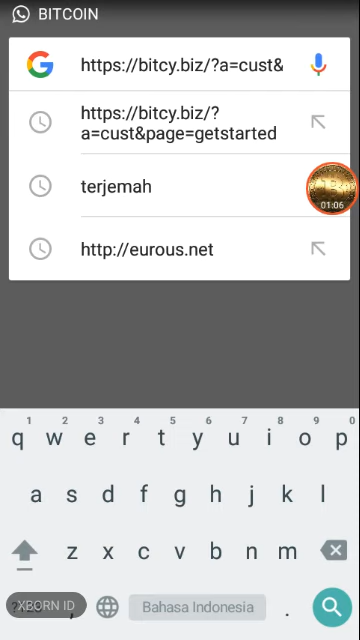 BITCOIN
https://bitcy.biz/?a=cust&
https://bitcy.biz/?
a=cust&page=getstarted
terjemah
01:06
http://eurous.net
1 2 3 4 5 6 7 8 9 0
q w e r t y u i o p
a s d f g h j k l
z x c v b n m
XBORN ID , Bahasa Indonesia .